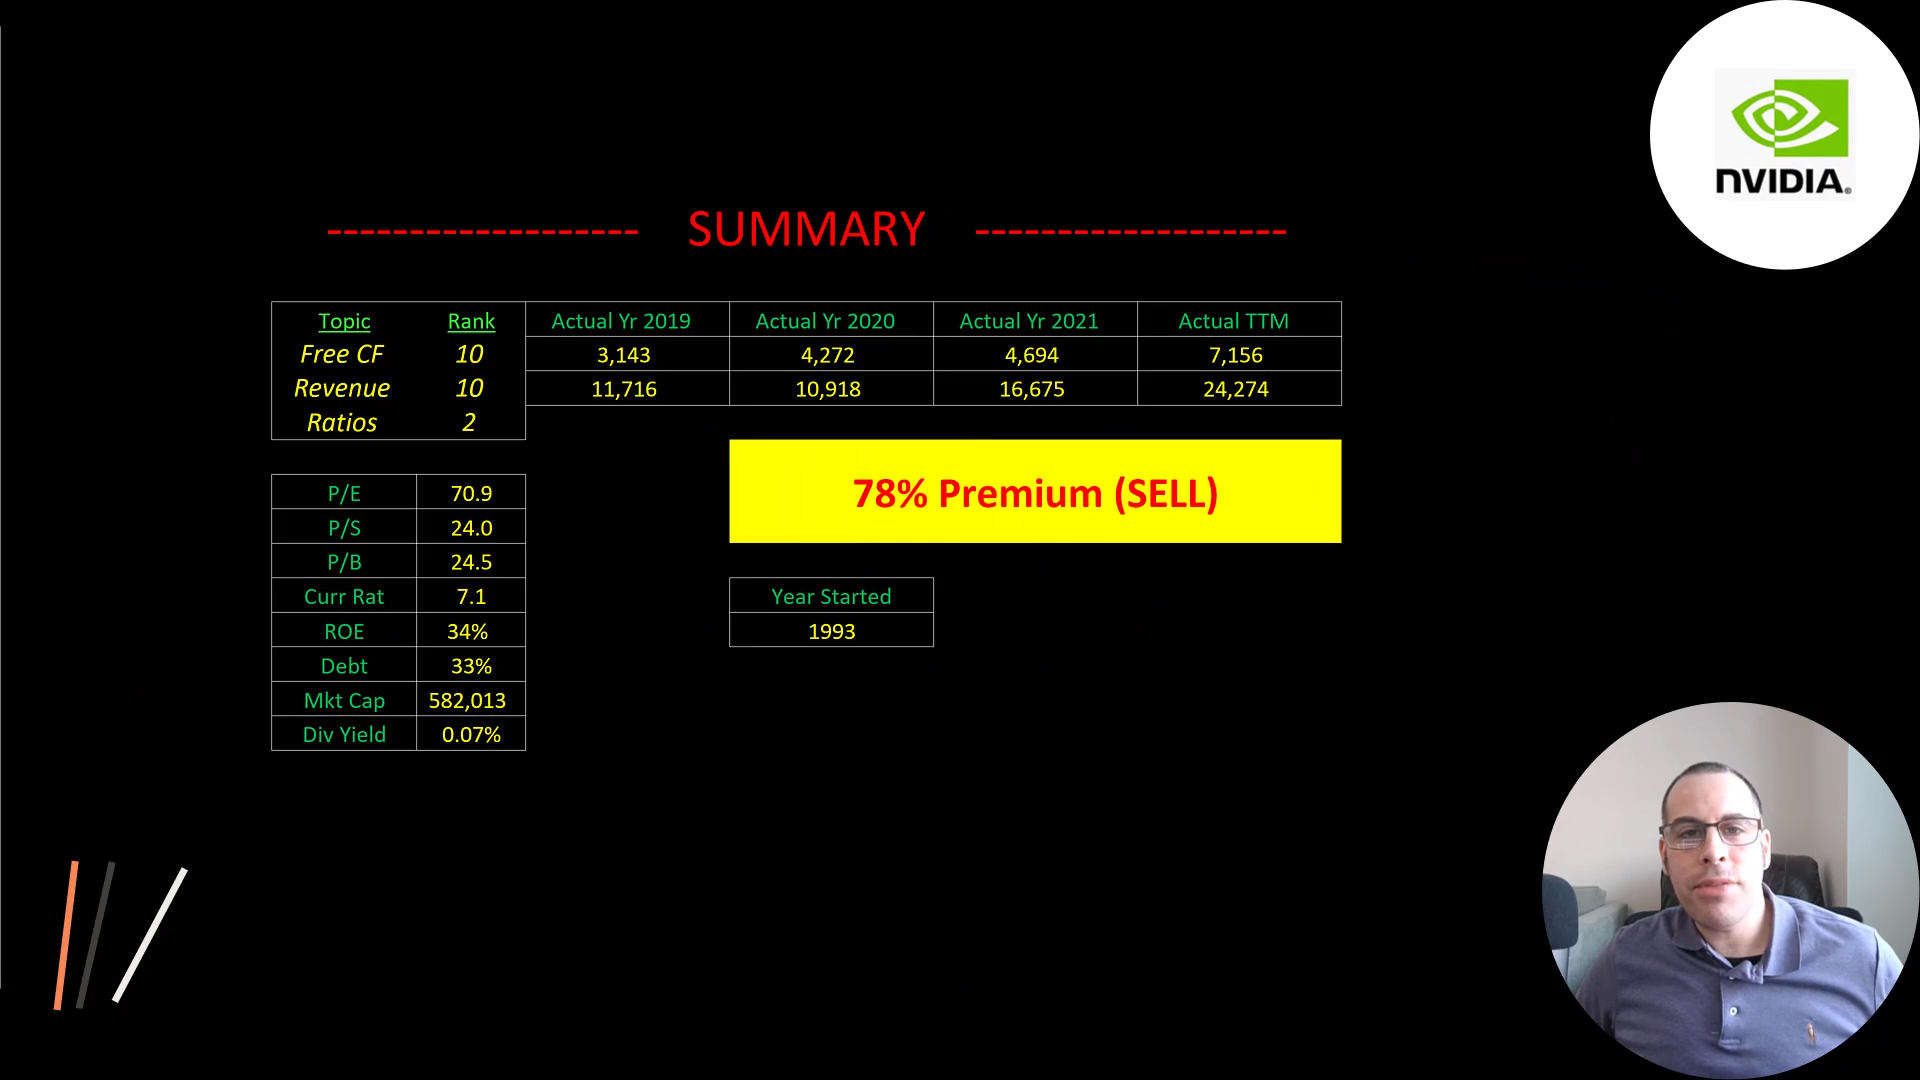 NVIDIA.
------------------- SUMMARY -------------------
Topic Rank Actual Yr 2019 Actual Yr 2020 Actual Yr 2021 Actual TTM
Free CF 10 3,143 4,272 4,694 7,156
Revenue 10 11,716 10,918 16,675 24,274
Ratios 2
78% Premium (SELL)
P/E 70.9
P/S 24.0
P/B 24.5
Curr Rat 7.1
ROE 34%
Debt 33%
Mkt Cap 582,013
Div Yield 0.07%
Year Started
1993